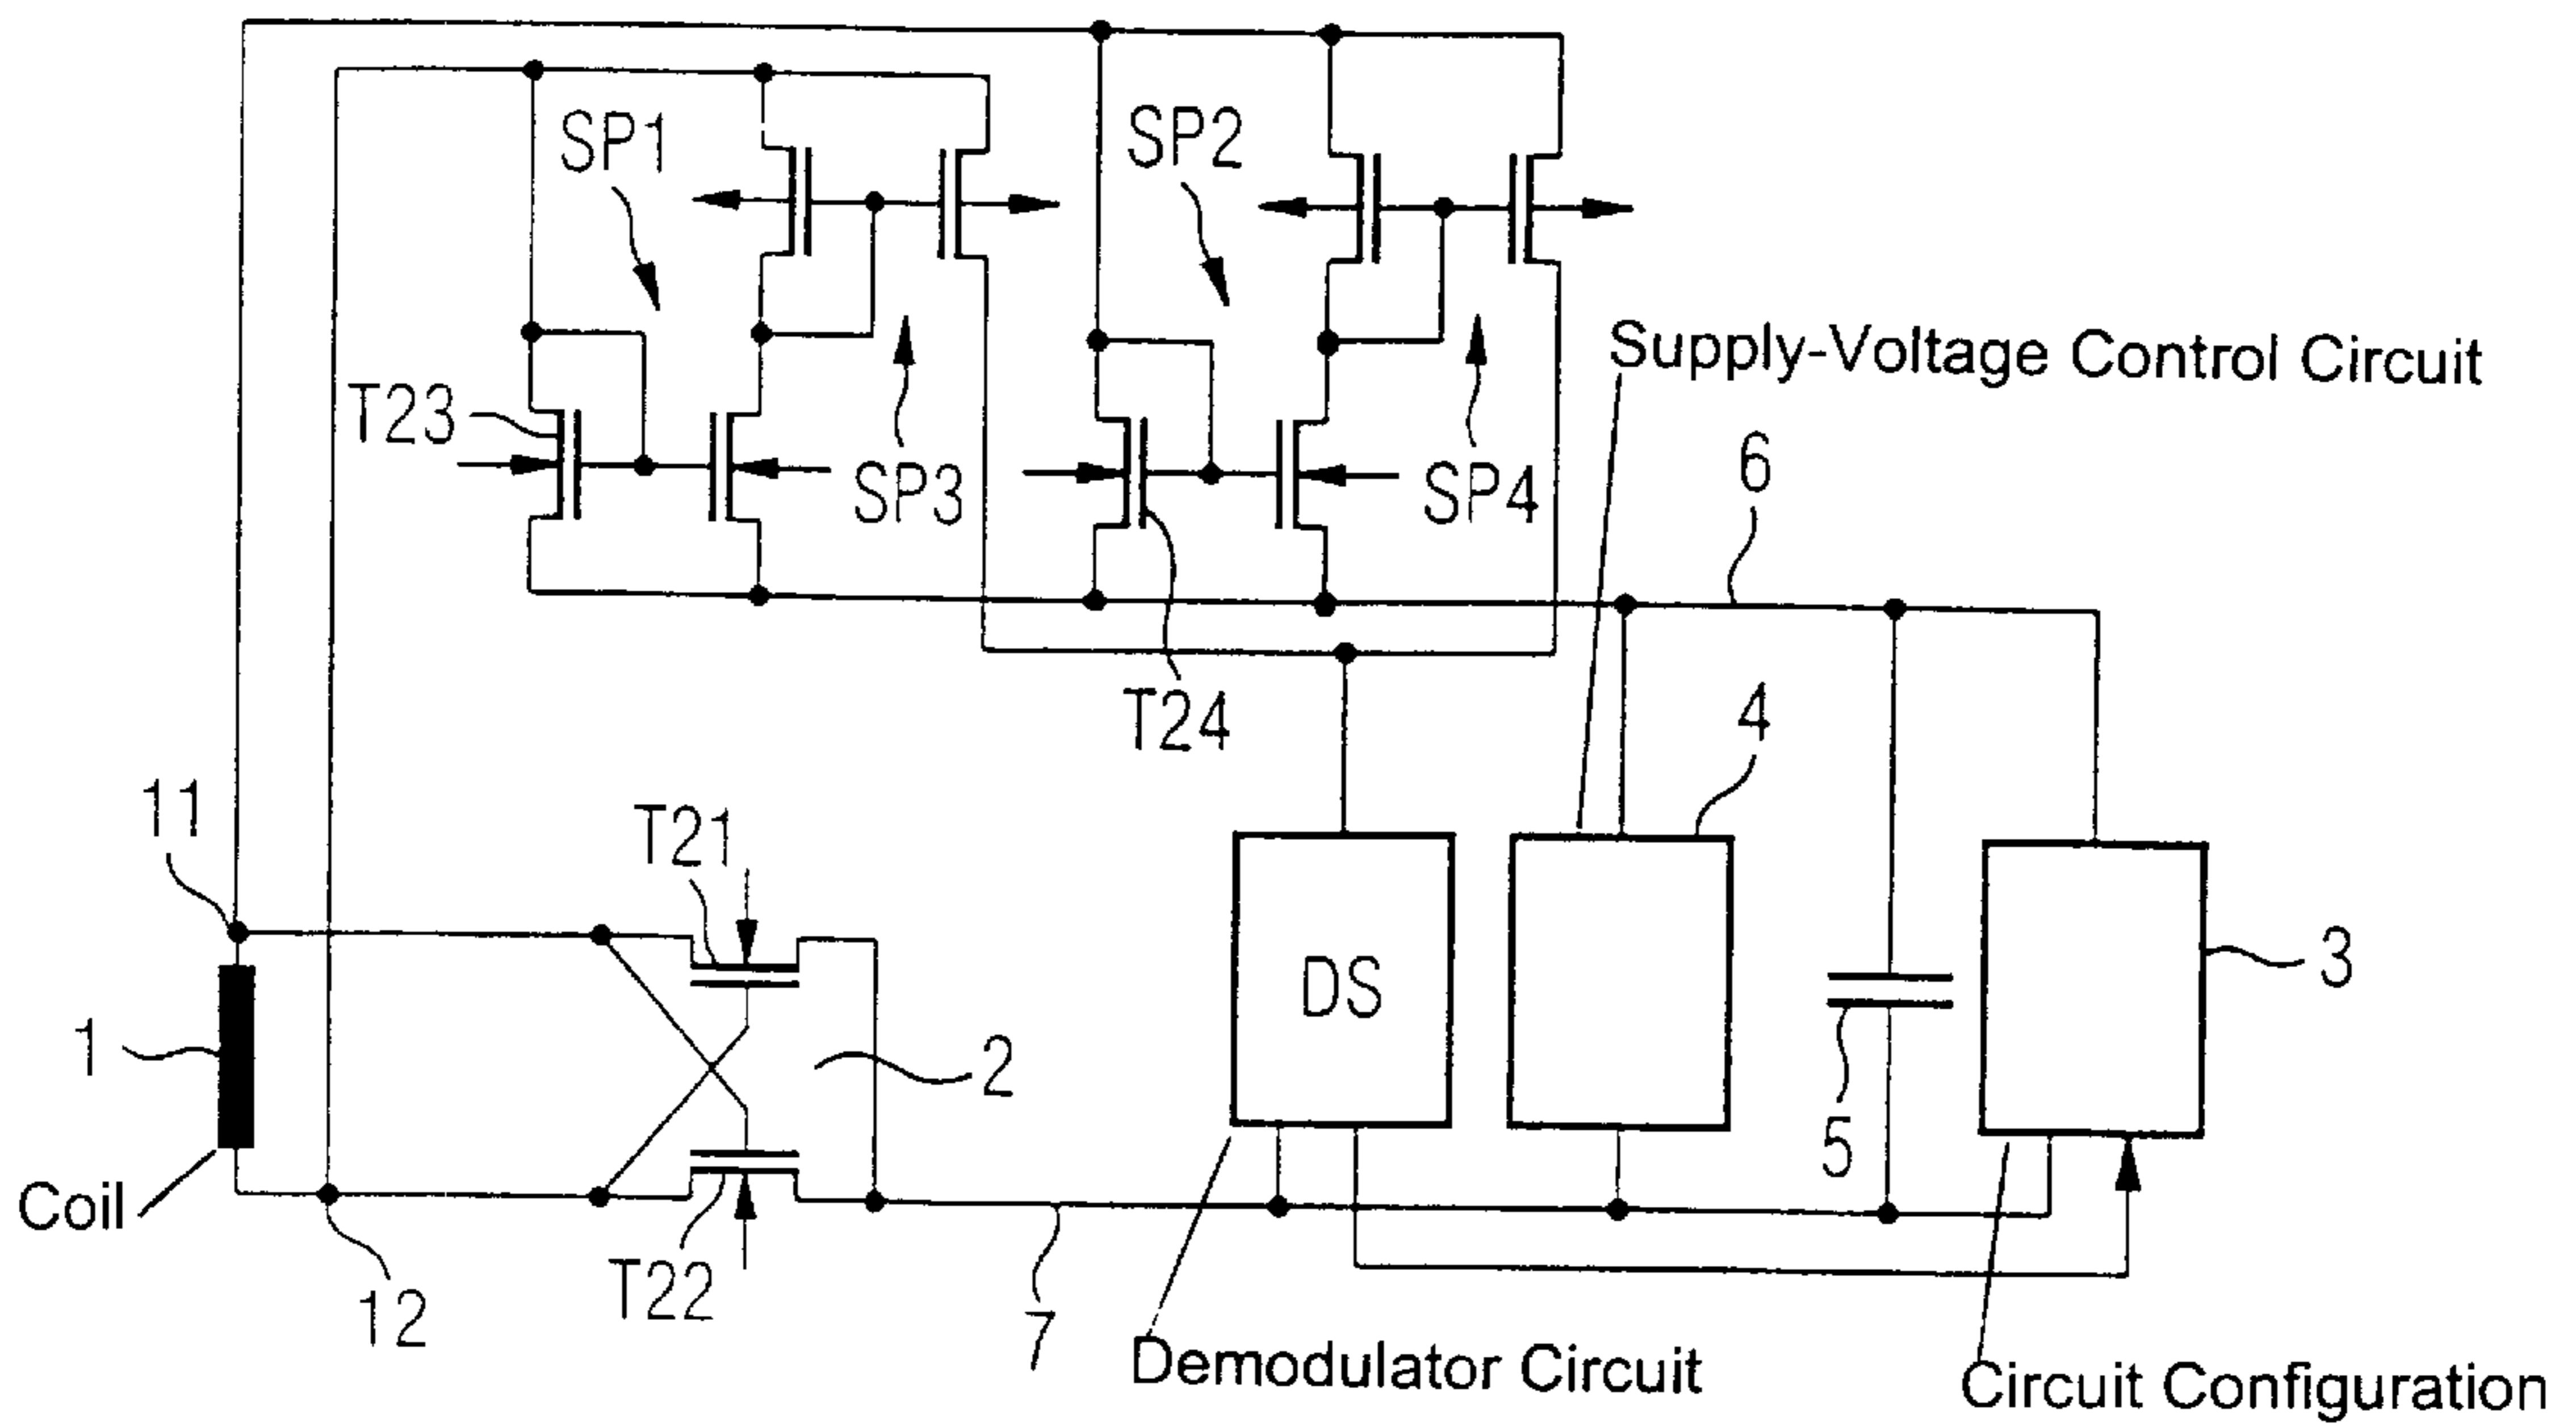 SP1
SP2
Supply-Voltage Control Circuit
T23
SP3
SP4
6
T24
4
11
T21
DS
3
1
2
5
Coil
T22
12
7
Demodulator Circuit
Circuit Configuration